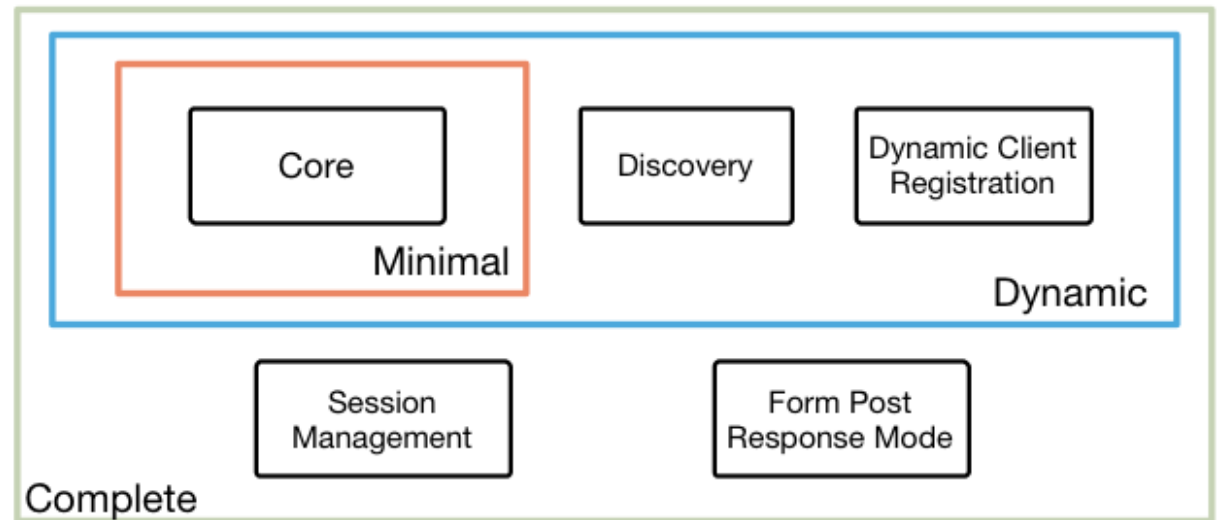 Core
Discovery
Dynamic Client
Registration
Minimal
Dynamic
Session
Management
Form Post
Response Mode
Complete